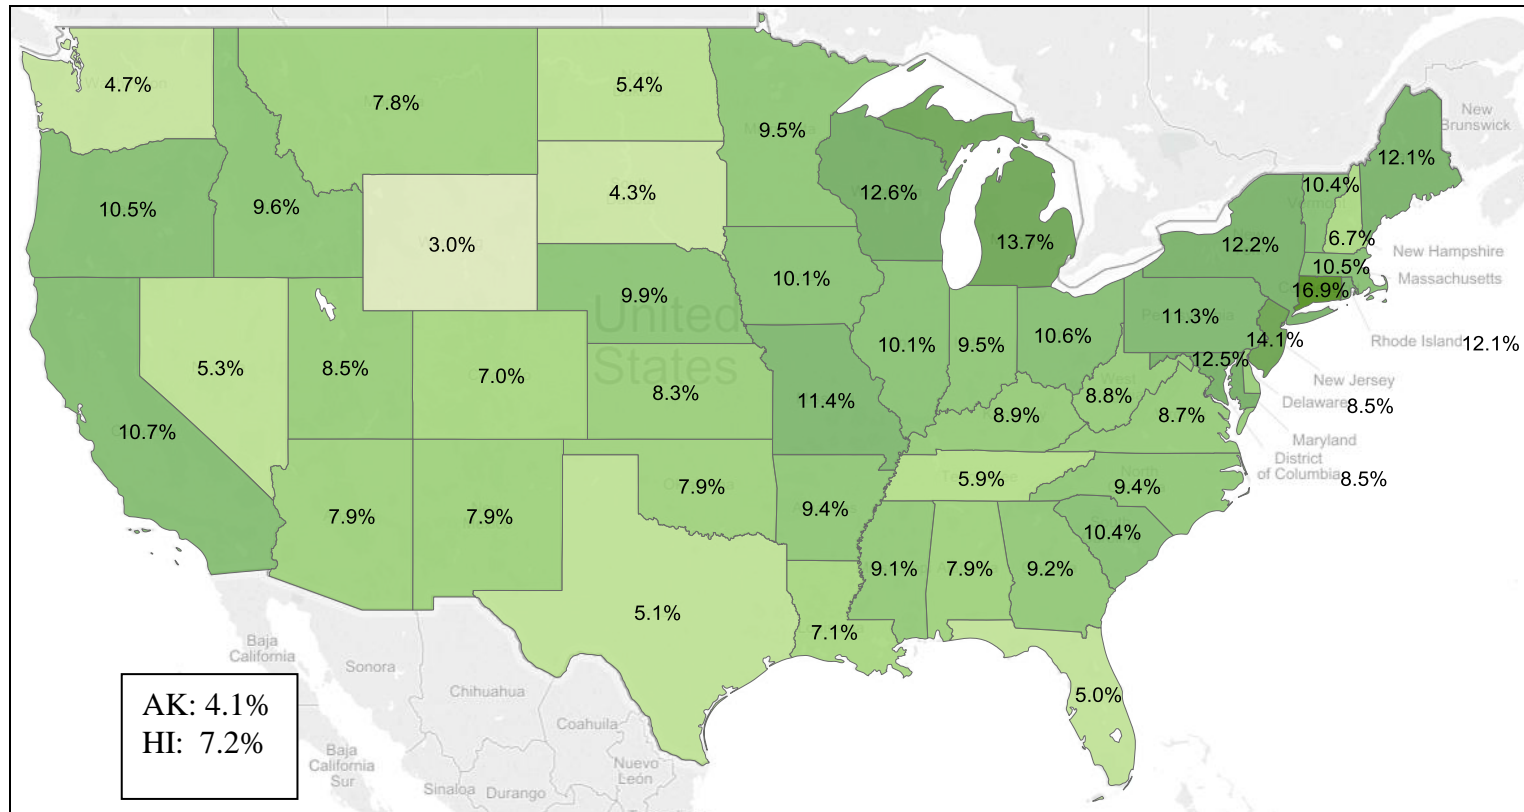 4.7%
7.8%
5.4%
9.5%
New
Brunswick
12.1%
10.4%
10.5%
9.6%
4.3%
12.6%
3.0%
13.7%
12.2%
6.7%
New Hampshire
10.5%
Massachusetts
10.1%
9.9%
16.9%
United
States
11.3%
10.1%
9.5%
10.6%
14.1%
Rhode Island 12.1%
12.5%
5.3%
8.5%
7.0%
8.3%
11.4%
8.8%
New Jersey
Delaware 8.5%
8.9%
8.7%
10.7%
Maryland
District
of Columbia 8.5%
7.9%
5.9%
9.4%
7.9%
7.9%
9.4%
10.4%
9.1%
7.9%
9.2%
5.1%
7.1%
Baja
California
Sonora
Chihuahua
5.0%
AK: 4.1%
HI: 7.2%
Coahuila
Baja
California
Sur
Nuevo
León
Sinaloa
Durango